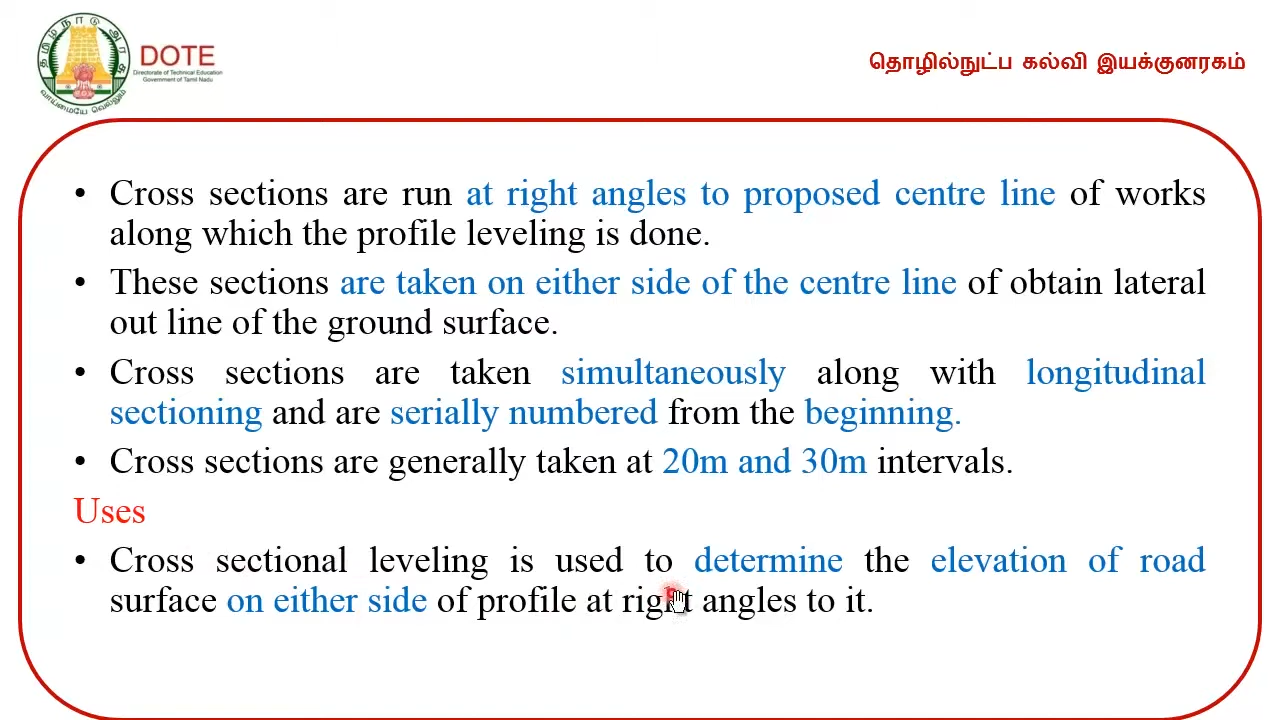 தமிழ்நாடு அரசு
வாய்மையே வெல்லும்
DOTE
Directorate of Technical Education
Government of Tamil Nadu
தொழில்நுட்ப கல்வி இயக்குனரகம்
• Cross sections are run at right angles to proposed centre line of works
along which the profile leveling is done.
• These sections are taken on either side of the centre line of obtain lateral
out line of the ground surface.
• Cross sections are taken simultaneously along with longitudinal
sectioning and are serially numbered from the beginning.
• Cross sections are generally taken at 20m and 30m intervals.
Uses
• Cross sectional leveling is used to determine the elevation of road
surface on either side of profile at right angles to it.